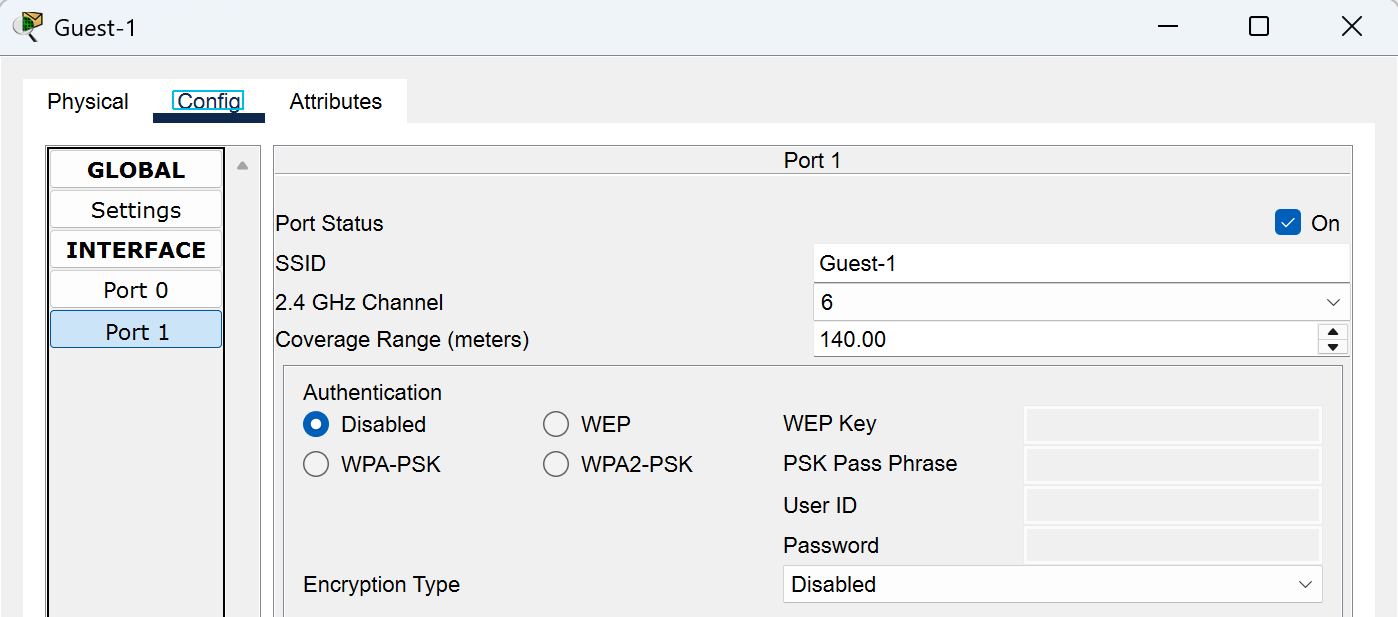 Guest-1
Physical Config Attributes
GLOBAL
Settings
INTERFACE
Port 0
Port 1
Port 1
Port Status On
SSID Guest-1
2.4 GHz Channel 6
Coverage Range (meters) 140.00
Authentication
Disabled WEP WEP Key
WPA-PSK WPA2-PSK PSK Pass Phrase
User ID
Password
Encryption Type Disabled